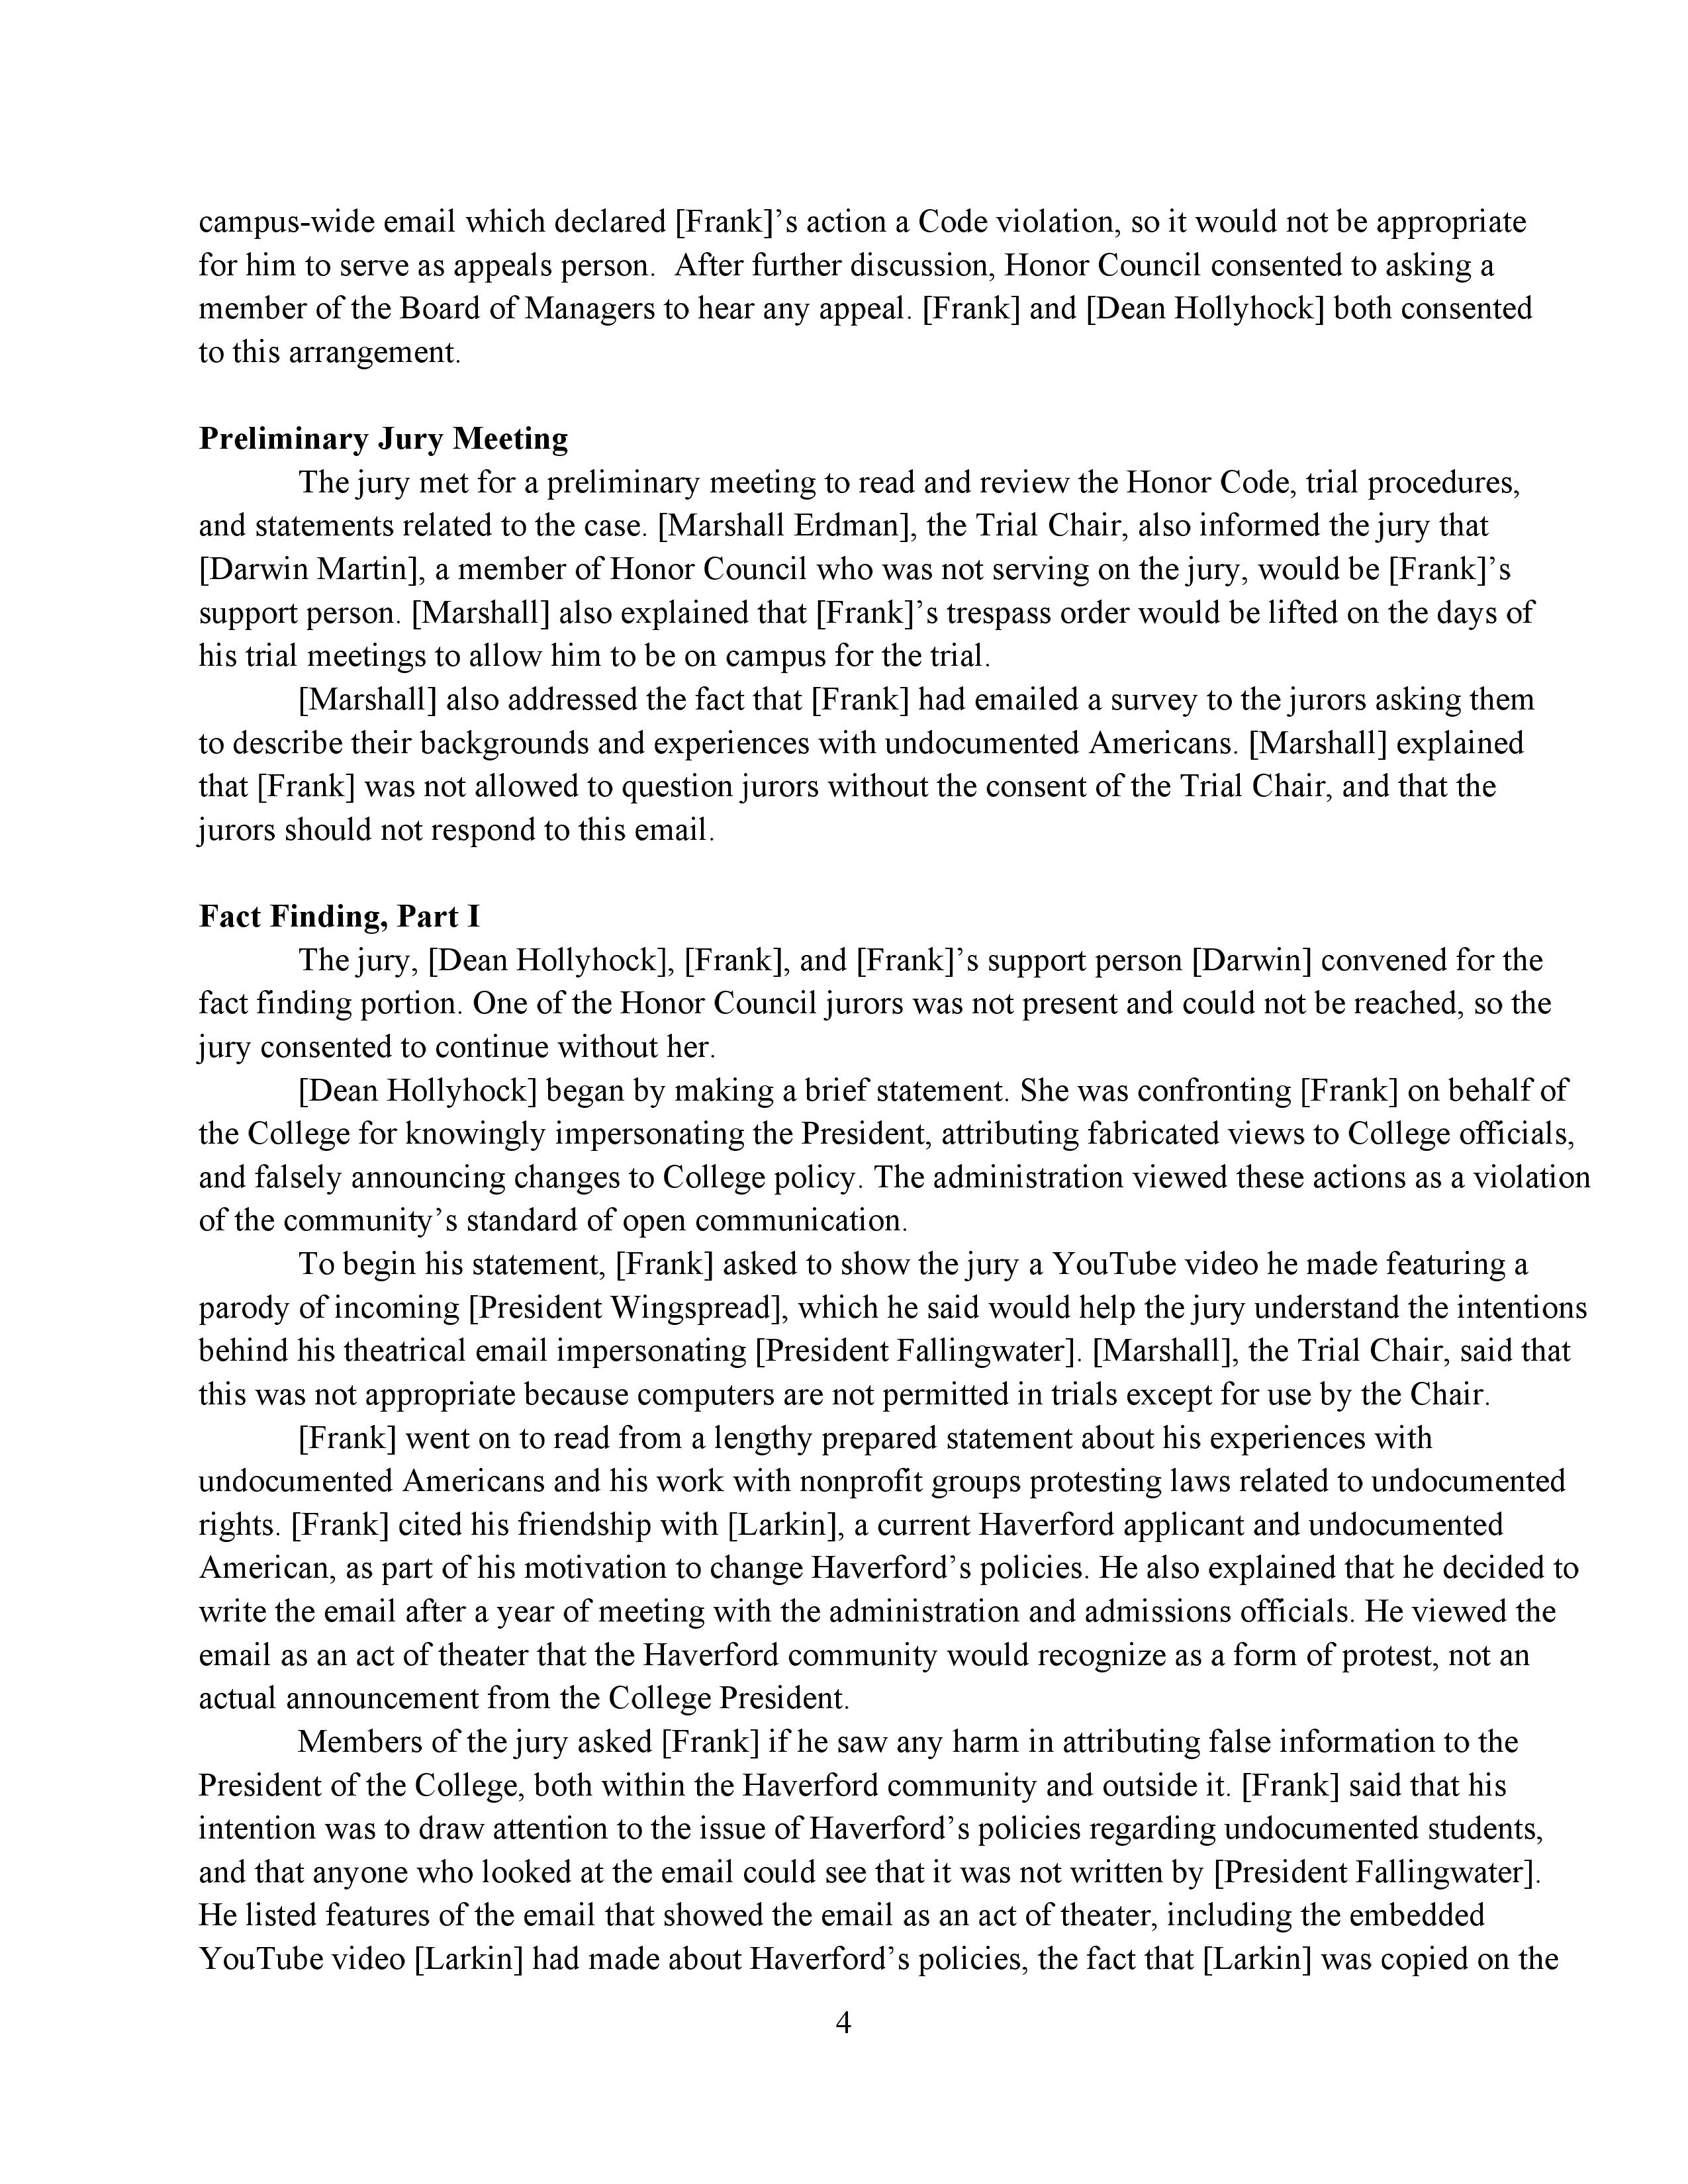 campus-wide email which declared [Frank]’s action a Code violation, so it would not be appropriate
for him to serve as appeals person.  After further discussion, Honor Council consented to asking a
member of the Board of Managers to hear any appeal. [Frank] and [Dean Hollyhock] both consented
to this arrangement.
Preliminary Jury Meeting
The jury met for a preliminary meeting to read and review the Honor Code, trial procedures,
and statements related to the case. [Marshall Erdman], the Trial Chair, also informed the jury that
[Darwin Martin], a member of Honor Council who was not serving on the jury, would be [Frank]’s
support person. [Marshall] also explained that [Frank]’s trespass order would be lifted on the days of
his trial meetings to allow him to be on campus for the trial.
[Marshall] also addressed the fact that [Frank] had emailed a survey to the jurors asking them
to describe their backgrounds and experiences with undocumented Americans. [Marshall] explained
that [Frank] was not allowed to question jurors without the consent of the Trial Chair, and that the
jurors should not respond to this email.
Fact Finding, Part I
The jury, [Dean Hollyhock], [Frank], and [Frank]’s support person [Darwin] convened for the
fact finding portion. One of the Honor Council jurors was not present and could not be reached, so the
jury consented to continue without her.
[Dean Hollyhock] began by making a brief statement. She was confronting [Frank] on behalf of
the College for knowingly impersonating the President, attributing fabricated views to College officials,
and falsely announcing changes to College policy. The administration viewed these actions as a violation
of the community’s standard of open communication.
To begin his statement, [Frank] asked to show the jury a YouTube video he made featuring a
parody of incoming [President Wingspread], which he said would help the jury understand the intentions
behind his theatrical email impersonating [President Fallingwater]. [Marshall], the Trial Chair, said that
this was not appropriate because computers are not permitted in trials except for use by the Chair.
[Frank] went on to read from a lengthy prepared statement about his experiences with
undocumented Americans and his work with nonprofit groups protesting laws related to undocumented
rights. [Frank] cited his friendship with [Larkin], a current Haverford applicant and undocumented
American, as part of his motivation to change Haverford’s policies. He also explained that he decided to
write the email after a year of meeting with the administration and admissions officials. He viewed the
email as an act of theater that the Haverford community would recognize as a form of protest, not an
actual announcement from the College President.
Members of the jury asked [Frank] if he saw any harm in attributing false information to the
President of the College, both within the Haverford community and outside it. [Frank] said that his
intention was to draw attention to the issue of Haverford’s policies regarding undocumented students,
and that anyone who looked at the email could see that it was not written by [President Fallingwater].
He listed features of the email that showed the email as an act of theater, including the embedded
YouTube video [Larkin] had made about Haverford’s policies, the fact that [Larkin] was copied on the
4